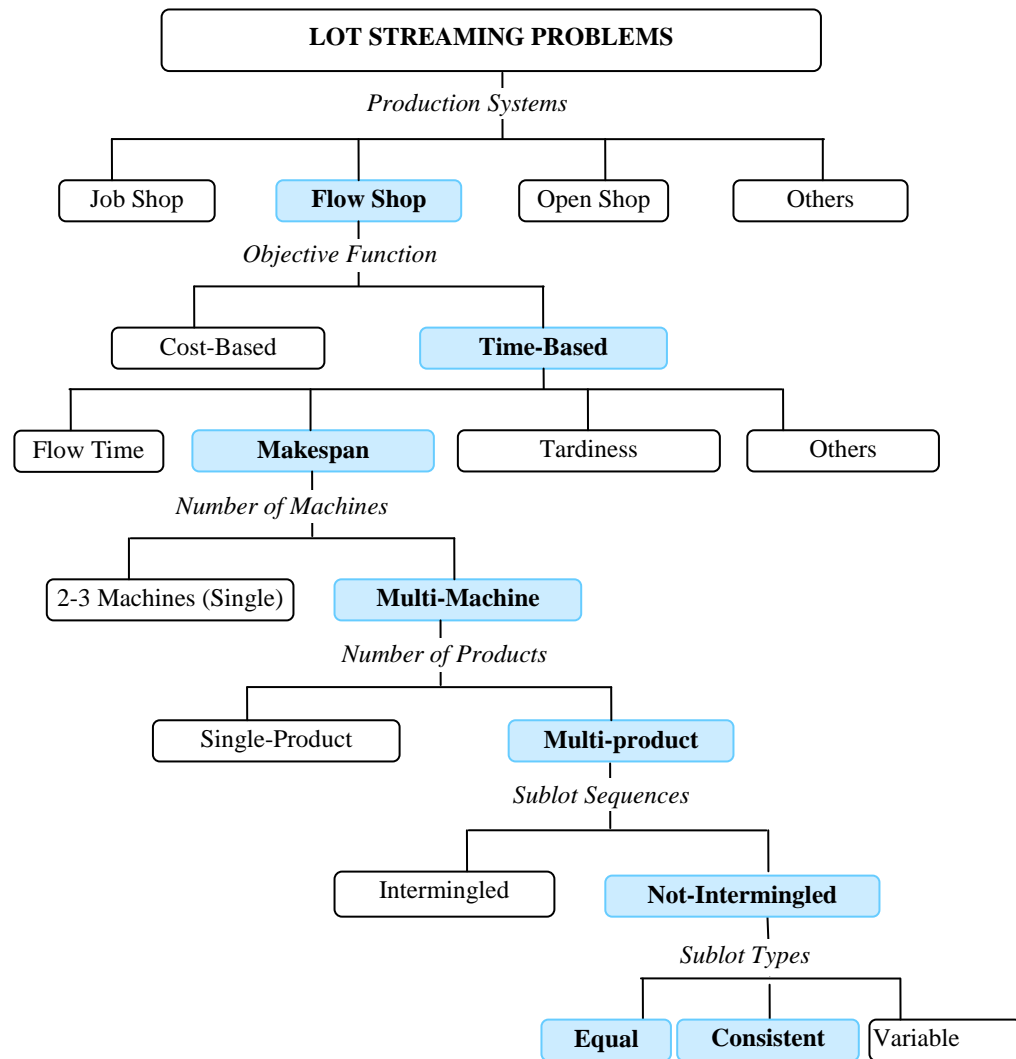 LOT STREAMING PROBLEMS
Production Systems
Job Shop
Flow Shop
Open Shop
Others
Objective Function
Cost-Based
Time-Based
Flow Time
Makespan
Tardiness
Others
Number of Machines
2-3 Machines (Single)
Multi-Machine
Number of Products
Single-Product
Multi-product
Sublot Sequences
Intermingled
Not-Intermingled
Sublot Types
Equal
Consistent
Variable